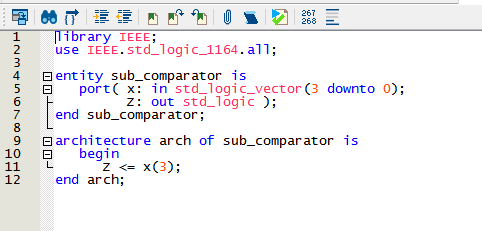 267
268
1 library IEEE;
2 use IEEE.std_logic_1164.all;
3
4 entity sub_comparator is
5 port( x: in std_logic_vector(3 downto 0);
6 Z: out std_logic );
7 end sub_comparator;
8
9 architecture arch of sub_comparator is
10 begin
11 Z <= x(3);
12 end arch;